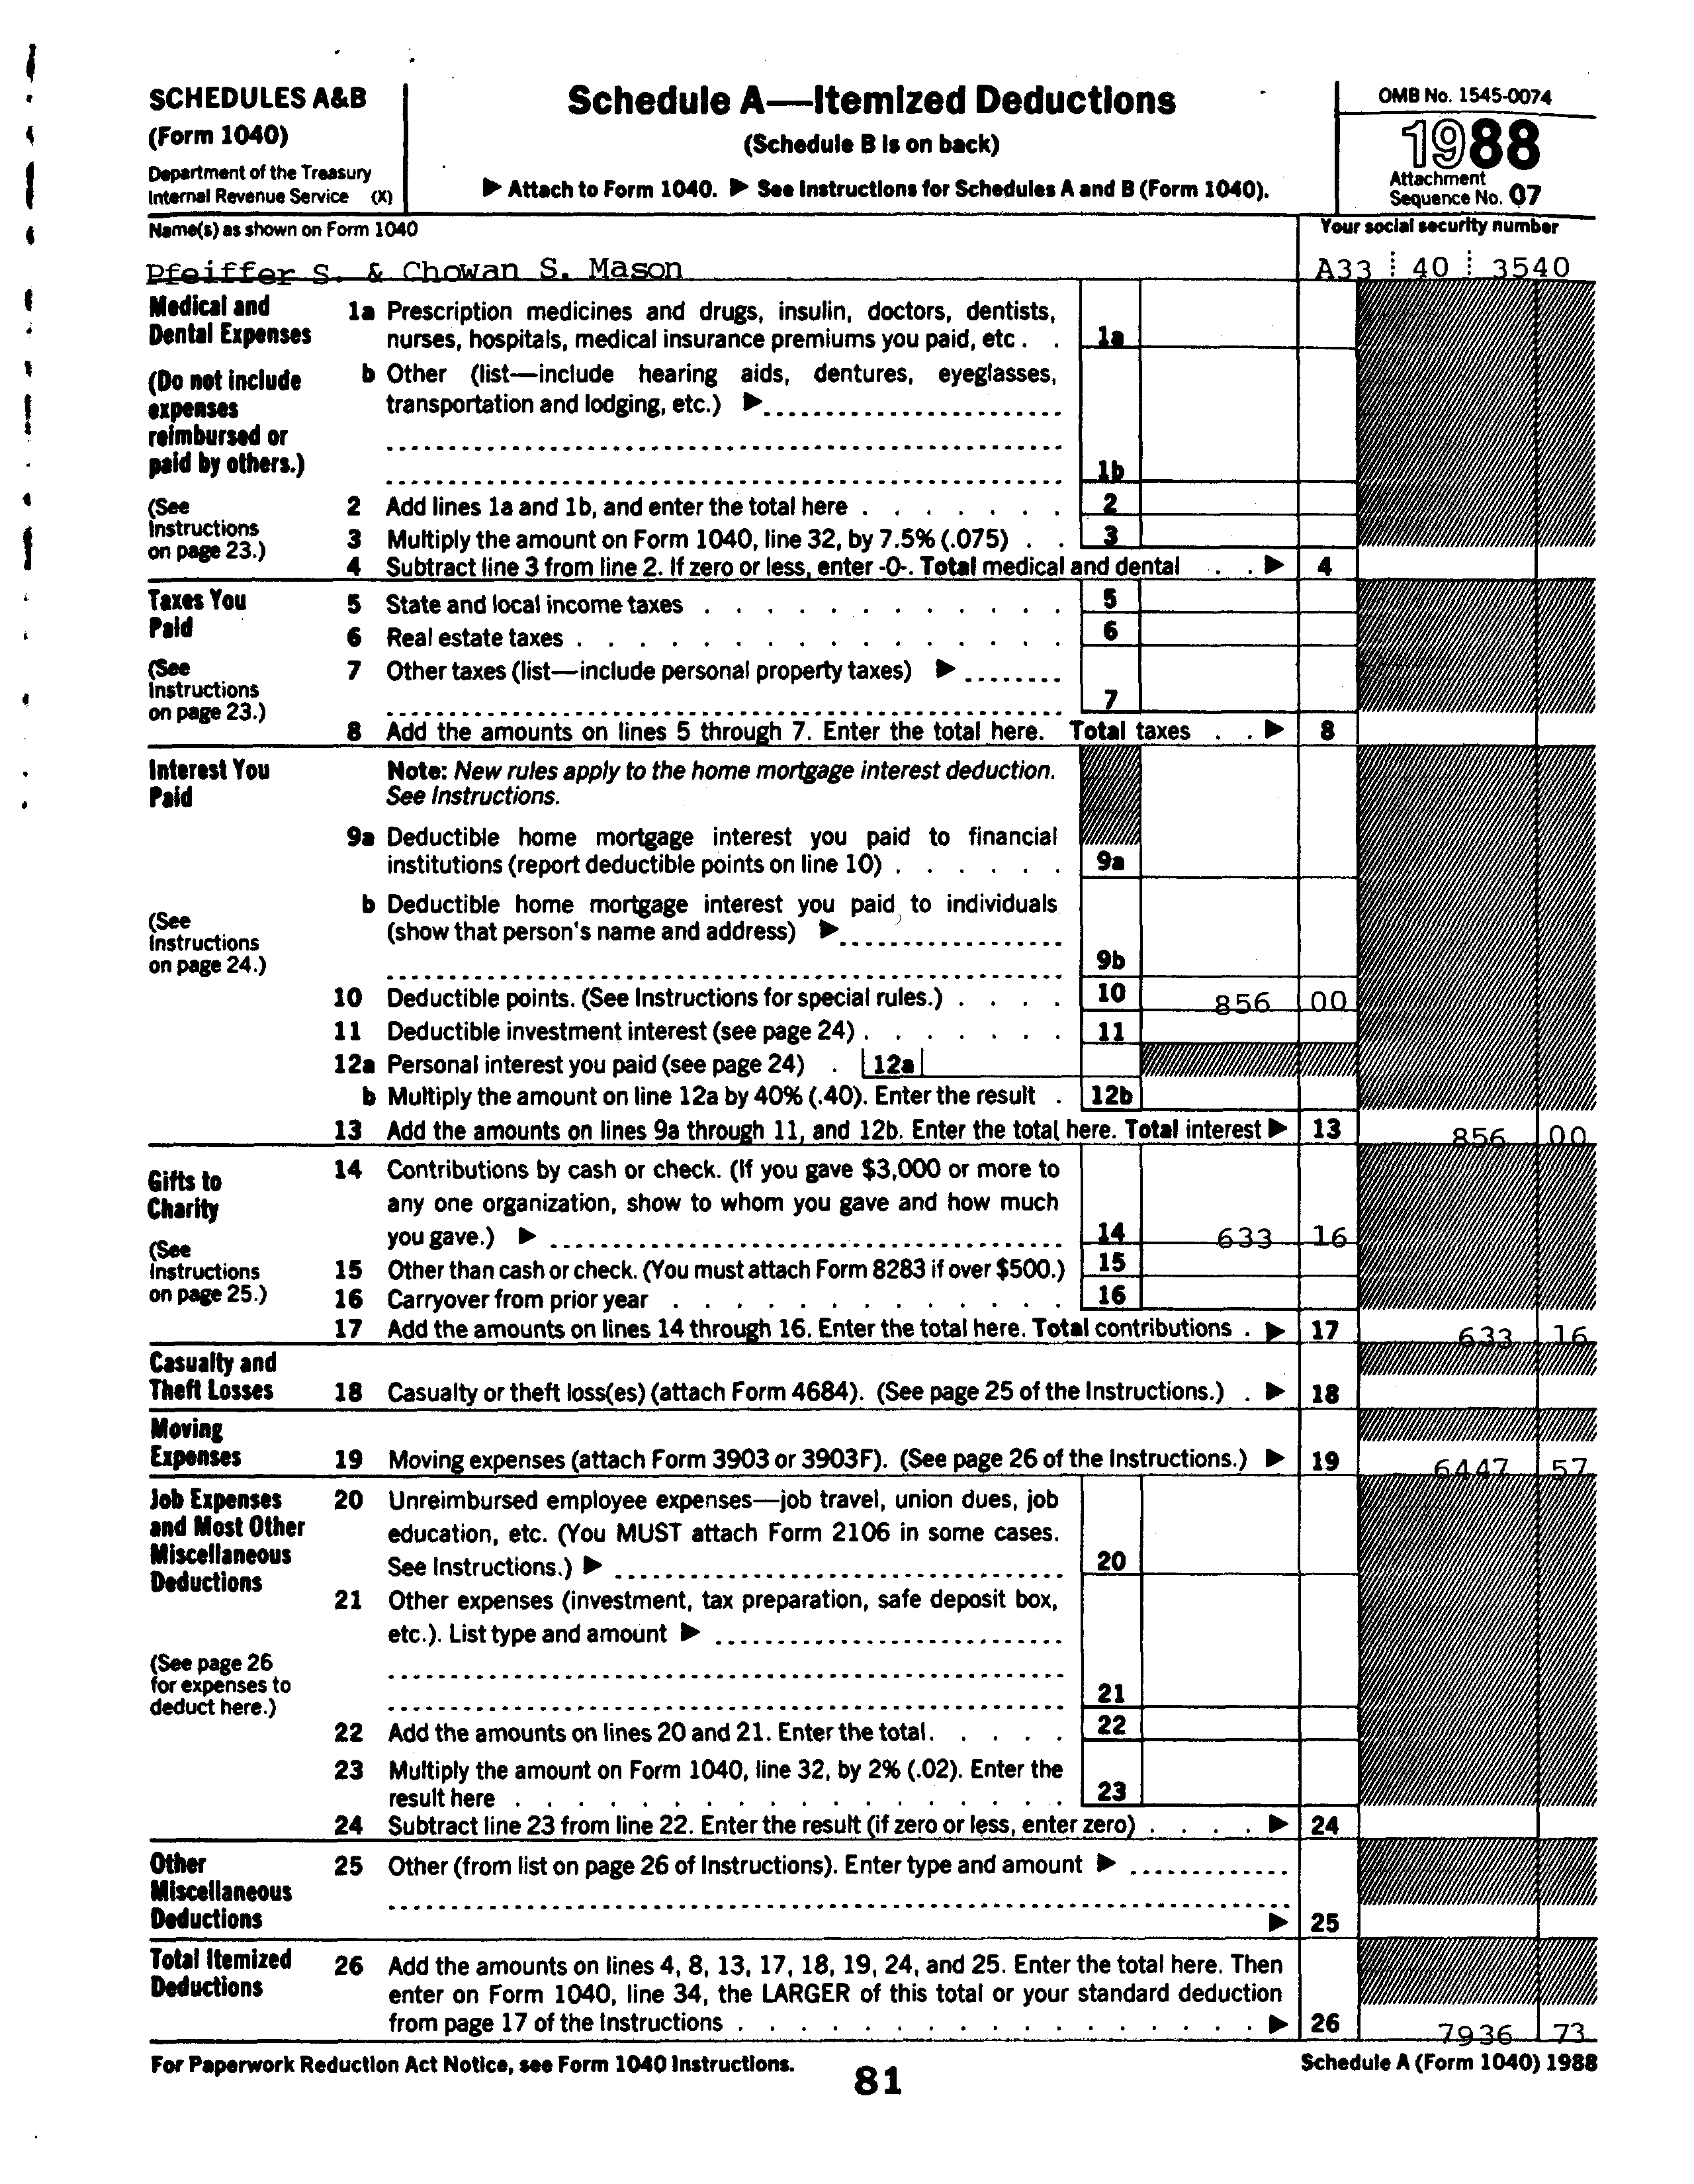 SCHEDULES A&B
(Form 1040)
Department of the Treasury
Internal Revenue Service (X)
Schedule A—Itemized Deductions
(Schedule B is on back)
▶ Attach to Form 1040. ▶ See Instructions for Schedules A and B (Form 1040).
OMB No. 1545-0074
1988
Attachment
Sequence No. 07
Name(s) as shown on Form 1040
Your social security number
Pfeiffer S. & Chowan S. Mason
A33 40 3540
Medical and
Dental Expenses
(Do not include
expenses
reimbursed or
paid by others.)
(See
Instructions
on page 23.)
1a Prescription medicines and drugs, insulin, doctors, dentists,
nurses, hospitals, medical insurance premiums you paid, etc . . 1a
b Other (list—include hearing aids, dentures, eyeglasses,
transportation and lodging, etc.) ▶
1b
2 Add lines 1a and 1b, and enter the total here . . . . . . . 2
3 Multiply the amount on Form 1040, line 32, by 7.5% (.075) . . 3
4 Subtract line 3 from line 2. If zero or less, enter -0-. Total medical and dental . . ▶ 4
Taxes You
Paid
(See
Instructions
on page 23.)
5 State and local income taxes . . . . . . . . . . . . 5
6 Real estate taxes . . . . . . . . . . . . . . . . 6
7 Other taxes (list—include personal property taxes) ▶
7
8 Add the amounts on lines 5 through 7. Enter the total here. Total taxes . . ▶ 8
Interest You
Paid
(See
Instructions
on page 24.)
Note: New rules apply to the home mortgage interest deduction.
See Instructions.
9a Deductible home mortgage interest you paid to financial
institutions (report deductible points on line 10) . . . . . . 9a
b Deductible home mortgage interest you paid to individuals
(show that person's name and address) ▶
9b
10 Deductible points. (See Instructions for special rules.) . . . . 10 856 00
11 Deductible investment interest (see page 24) . . . . . . . 11
12a Personal interest you paid (see page 24) . 12a
b Multiply the amount on line 12a by 40% (.40). Enter the result . 12b
13 Add the amounts on lines 9a through 11, and 12b. Enter the total here. Total interest ▶ 13 856 00
Gifts to
Charity
(See
Instructions
on page 25.)
14 Contributions by cash or check. (If you gave $3,000 or more to
any one organization, show to whom you gave and how much
you gave.) ▶ 14 633 16
15 Other than cash or check. (You must attach Form 8283 if over $500.) 15
16 Carryover from prior year . . . . . . . . . . . . . 16
17 Add the amounts on lines 14 through 16. Enter the total here. Total contributions . ▶ 17 633 16
Casualty and
Theft Losses
18 Casualty or theft loss(es) (attach Form 4684). (See page 25 of the Instructions.) . ▶ 18
Moving
Expenses
19 Moving expenses (attach Form 3903 or 3903F). (See page 26 of the Instructions.) ▶ 19 6447 57
Job Expenses
and Most Other
Miscellaneous
Deductions
(See page 26
for expenses to
deduct here.)
20 Unreimbursed employee expenses—job travel, union dues, job
education, etc. (You MUST attach Form 2106 in some cases.
See Instructions.) ▶ 20
21 Other expenses (investment, tax preparation, safe deposit box,
etc.). List type and amount ▶
21
22 Add the amounts on lines 20 and 21. Enter the total. . . . . 22
23 Multiply the amount on Form 1040, line 32, by 2% (.02). Enter the
result here . . . . . . . . . . . . . . . . . . 23
24 Subtract line 23 from line 22. Enter the result (if zero or less, enter zero) . . . . ▶ 24
Other
Miscellaneous
Deductions
25 Other (from list on page 26 of Instructions). Enter type and amount ▶
▶ 25
Total Itemized
Deductions
26 Add the amounts on lines 4, 8, 13, 17, 18, 19, 24, and 25. Enter the total here. Then
enter on Form 1040, line 34, the LARGER of this total or your standard deduction
from page 17 of the Instructions . . . . . . . . . . . . . . . . . ▶ 26 7936 73
For Paperwork Reduction Act Notice, see Form 1040 Instructions.
81
Schedule A (Form 1040) 1988